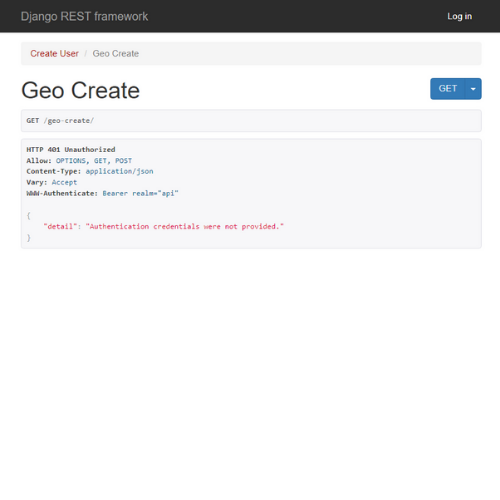 Django REST framework
Log in
Create User / Geo Create
Geo Create
GET
GET /geo-create/
HTTP 401 Unauthorized
Allow: OPTIONS, GET, POST
Content-Type: application/json
Vary: Accept
WWW-Authenticate: Bearer realm="api"
{
"detail": "Authentication credentials were not provided."
}